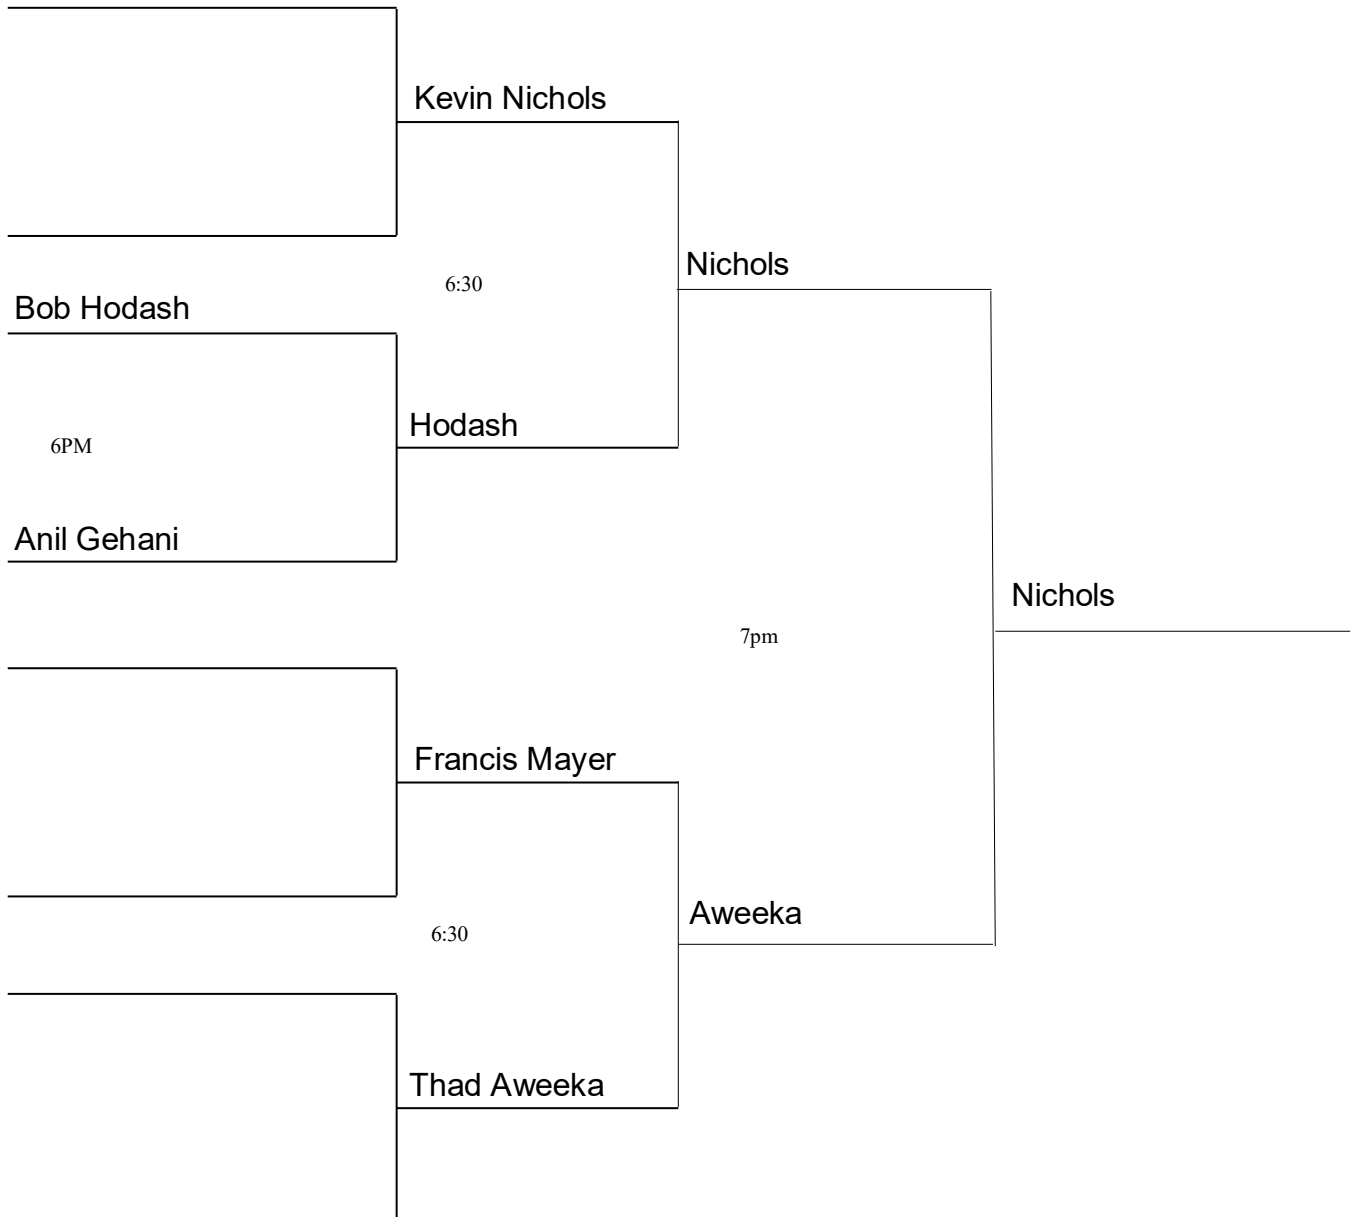 Kevin Nichols
Nichols
6:30
Bob Hodash
Hodash
6PM
Anil Gehani
Nichols
7pm
Francis Mayer
Aweeka
6:30
Thad Aweeka